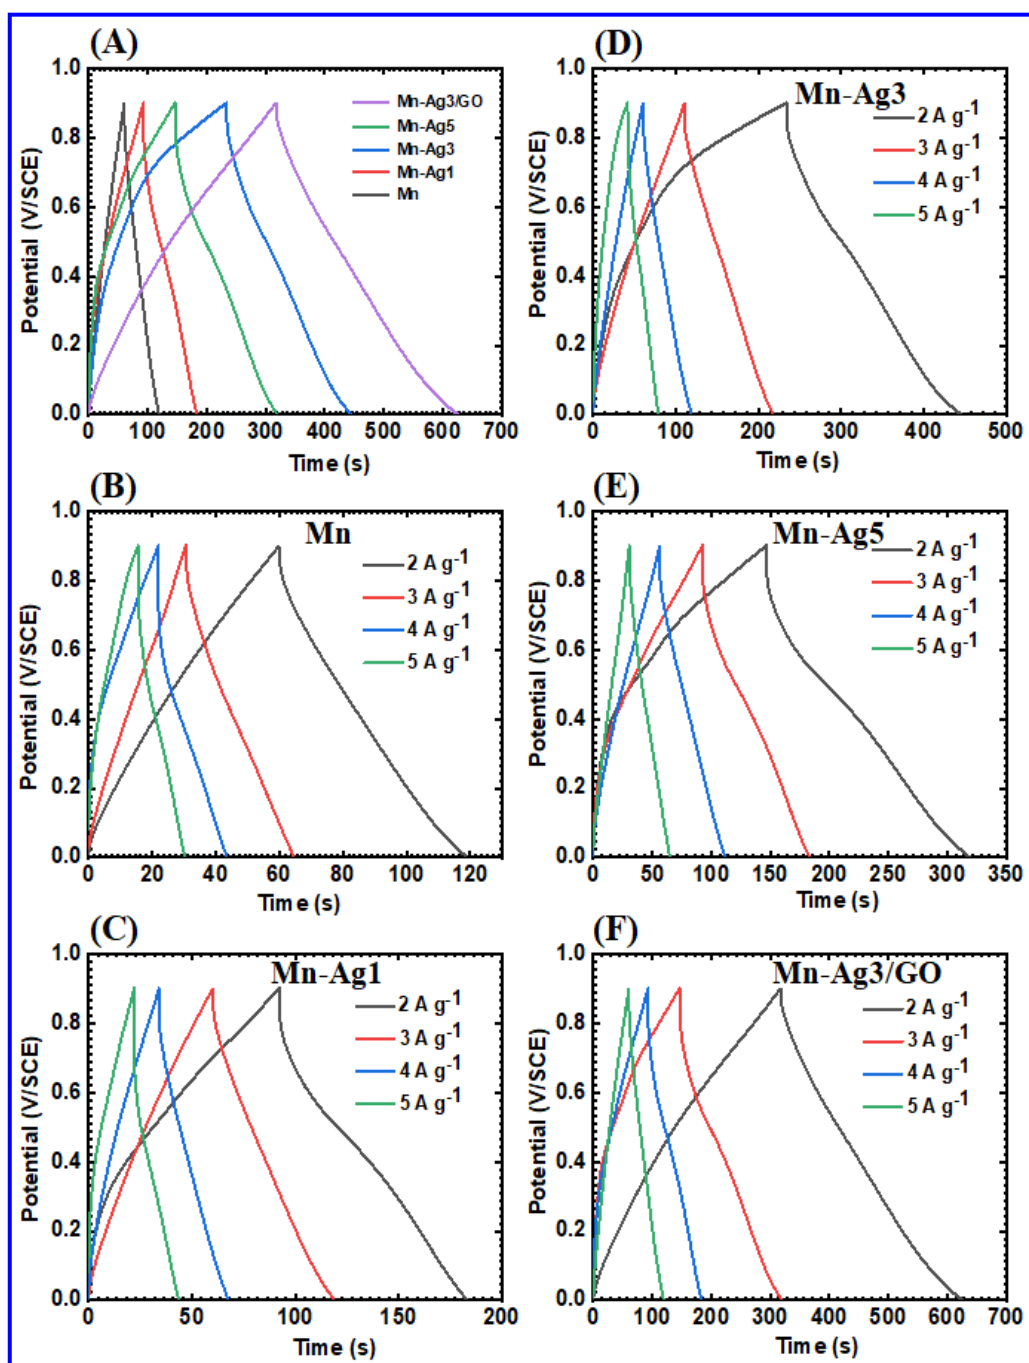 (A)
1.0
0.8
0.6
0.4
0.2
0.0
Potential (V/SCE)
Mn-Ag3/GO
Mn-Ag5
Mn-Ag3
Mn-Ag1
Mn
0 100 200 300 400 500 600 700
Time (s)
(D)
Mn-Ag3
1.0
0.8
0.6
0.4
0.2
0.0
Potential (V/SCE)
2 A g-1
3 A g-1
4 A g-1
5 A g-1
0 100 200 300 400 500
Time (s)
(B)
Mn
1.0
0.8
0.6
0.4
0.2
0.0
Potential (V/SCE)
2 A g-1
3 A g-1
4 A g-1
5 A g-1
0 20 40 60 80 100 120
Time (s)
(E)
Mn-Ag5
1.0
0.8
0.6
0.4
0.2
0.0
Potential (V/SCE)
2 A g-1
3 A g-1
4 A g-1
5 A g-1
0 50 100 150 200 250 300 350
Time (s)
(C)
Mn-Ag1
1.0
0.8
0.6
0.4
0.2
0.0
Potential (V/SCE)
2 A g-1
3 A g-1
4 A g-1
5 A g-1
0 50 100 150 200
Time (s)
(F)
Mn-Ag3/GO
1.0
0.8
0.6
0.4
0.2
0.0
Potential (V/SCE)
2 A g-1
3 A g-1
4 A g-1
5 A g-1
0 100 200 300 400 500 600 700
Time (s)